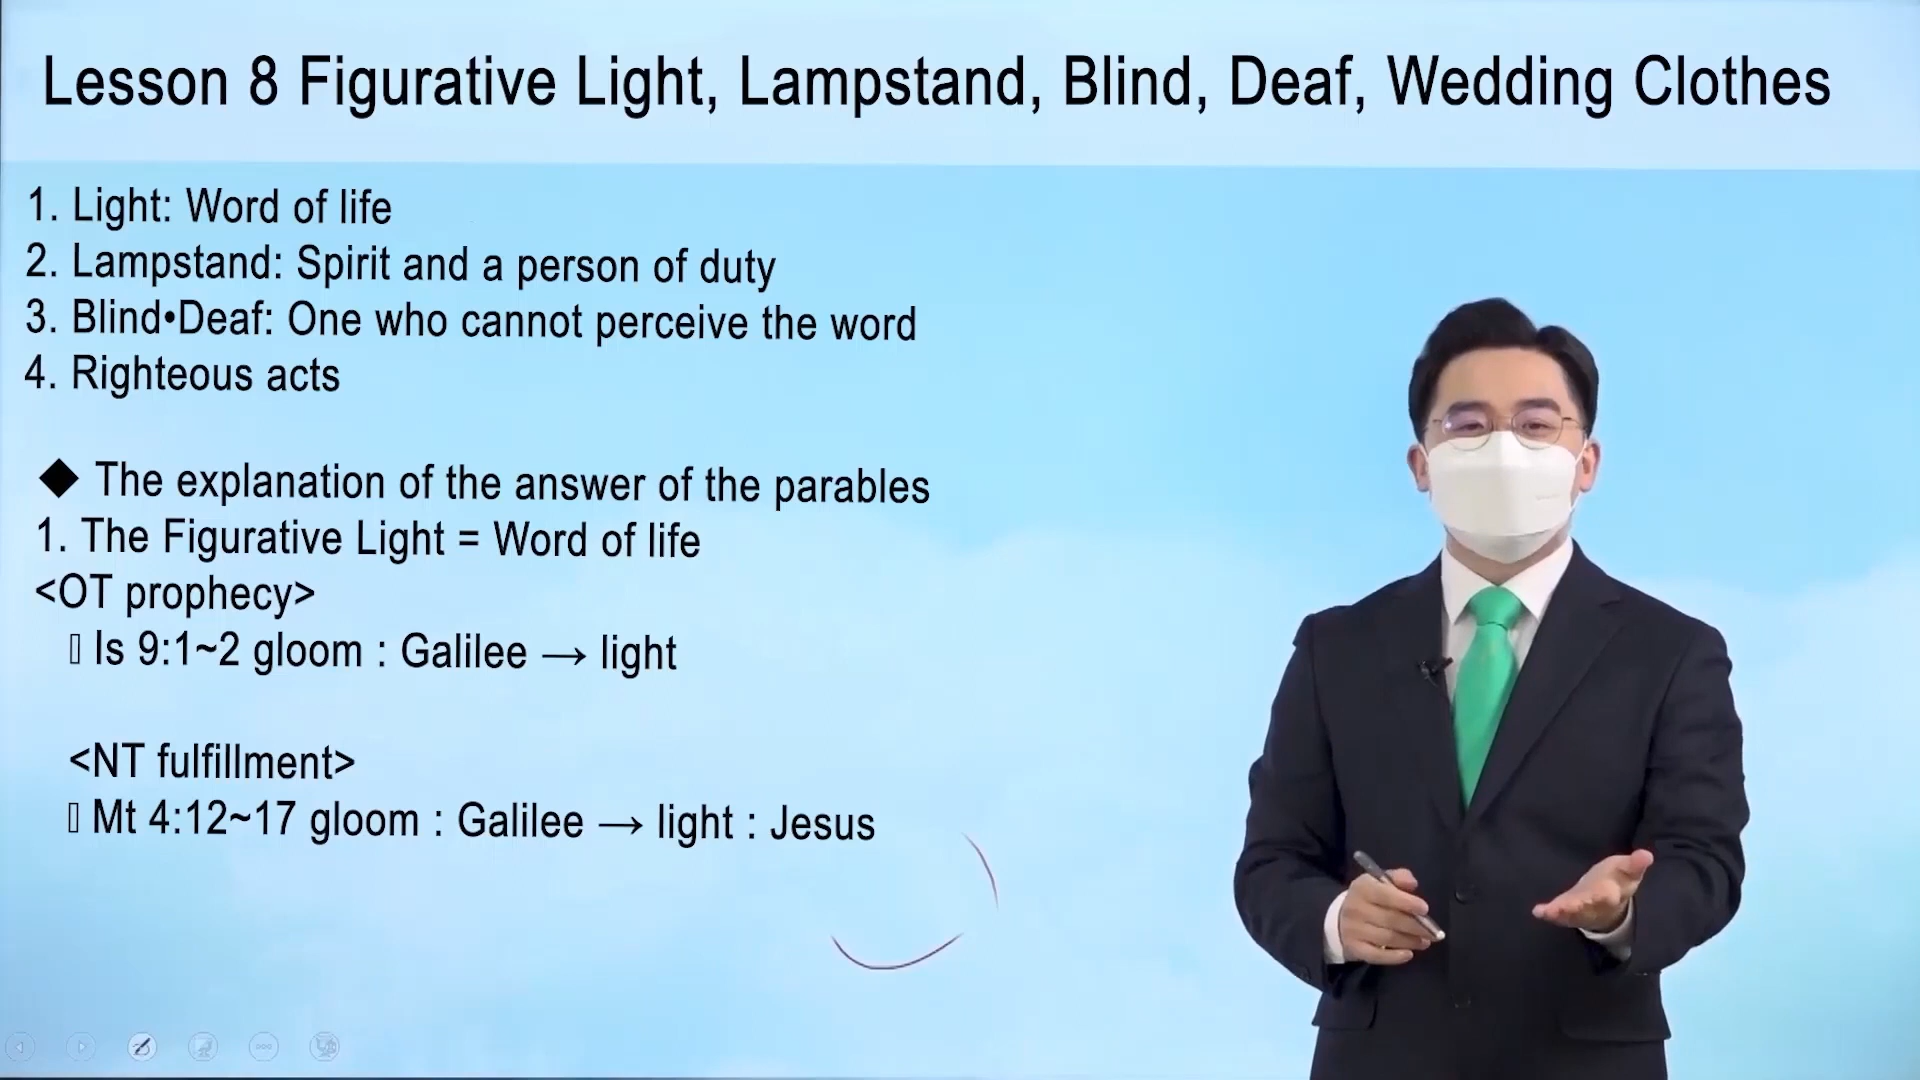 Lesson 8 Figurative Light, Lampstand, Blind, Deaf, Wedding Clothes
1. Light: Word of life
2. Lampstand: Spirit and a person of duty
3. Blind•Deaf: One who cannot perceive the word
4. Righteous acts
◆ The explanation of the answer of the parables
1. The Figurative Light = Word of life
<OT prophecy>
▯ Is 9:1~2 gloom : Galilee → light
<NT fulfillment>
▯ Mt 4:12~17 gloom : Galilee → light : Jesus